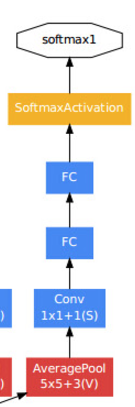 softmax1
SoftmaxActivation
FC
FC
Conv
1x1+1(S)
AveragePool
5x5+3(V)